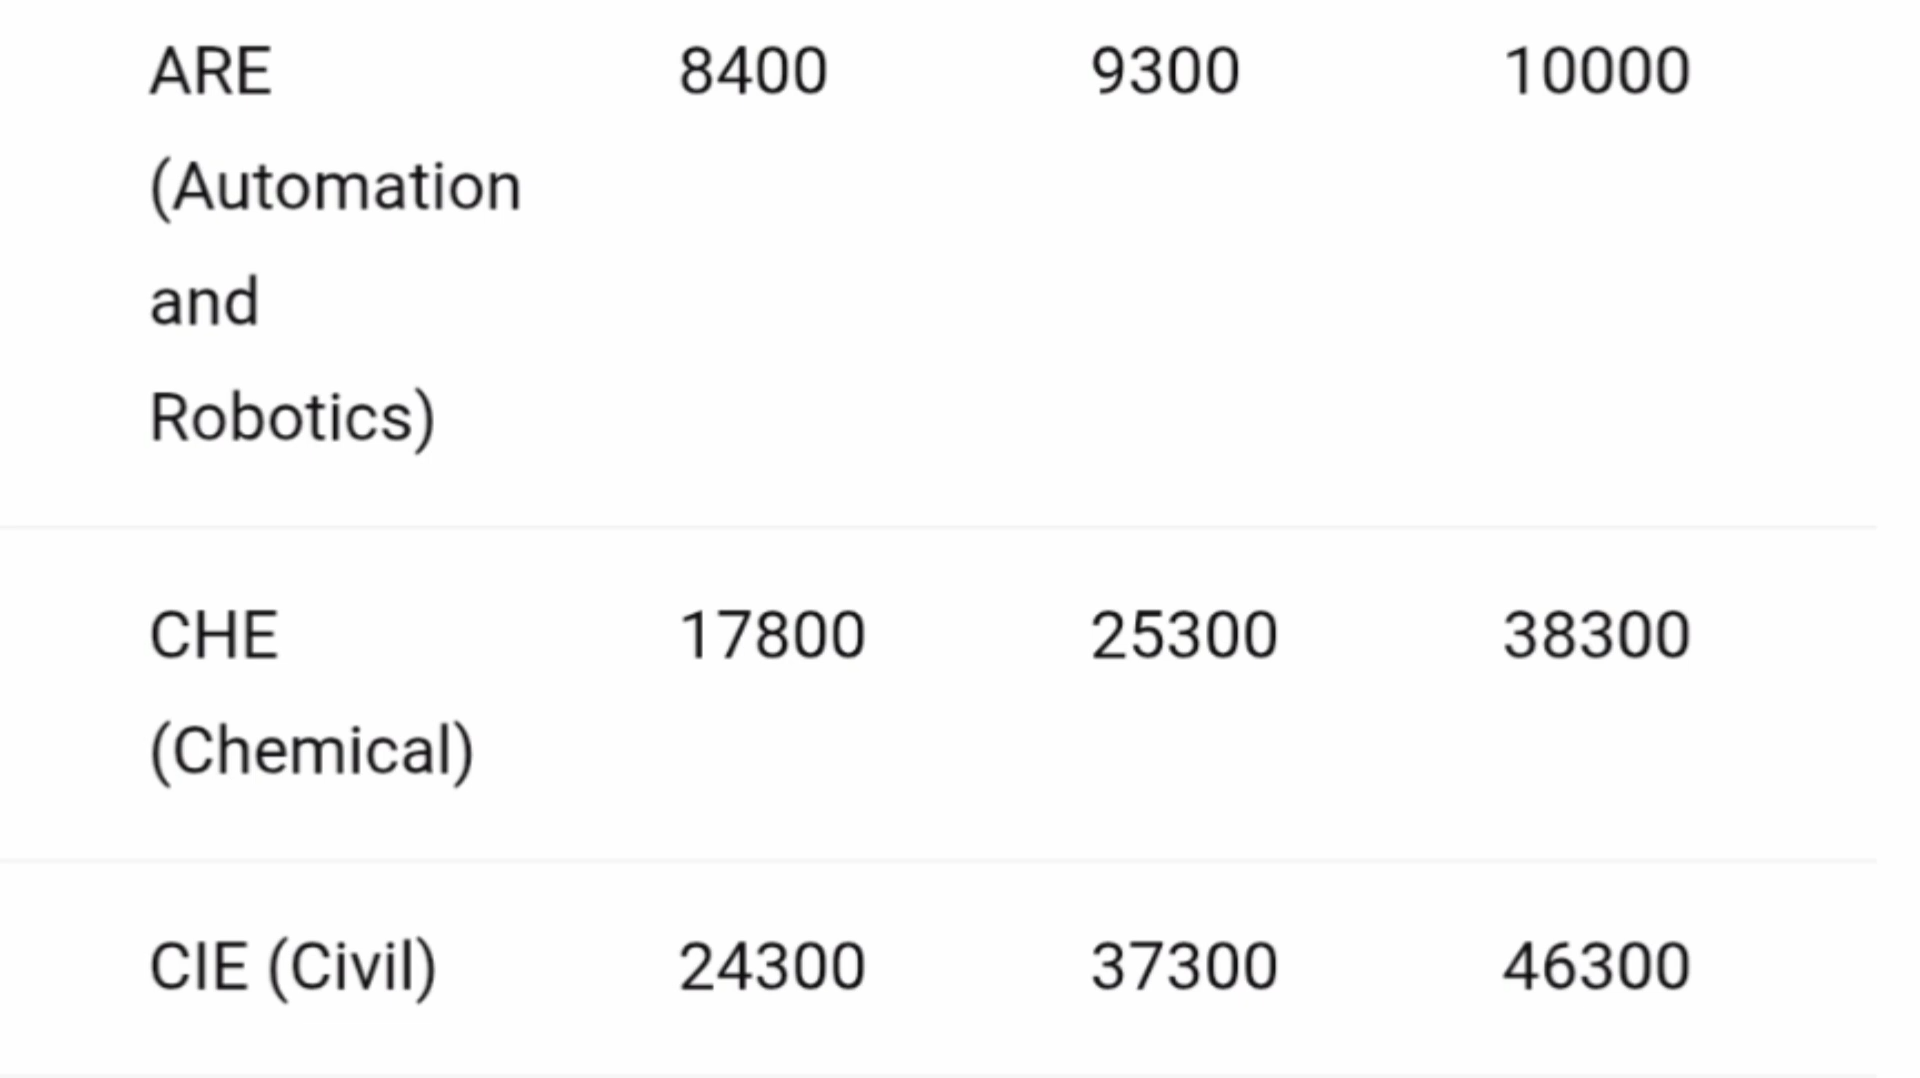 ARE 8400 9300 10000
(Automation
and
Robotics)
CHE 17800 25300 38300
(Chemical)
CIE (Civil) 24300 37300 46300